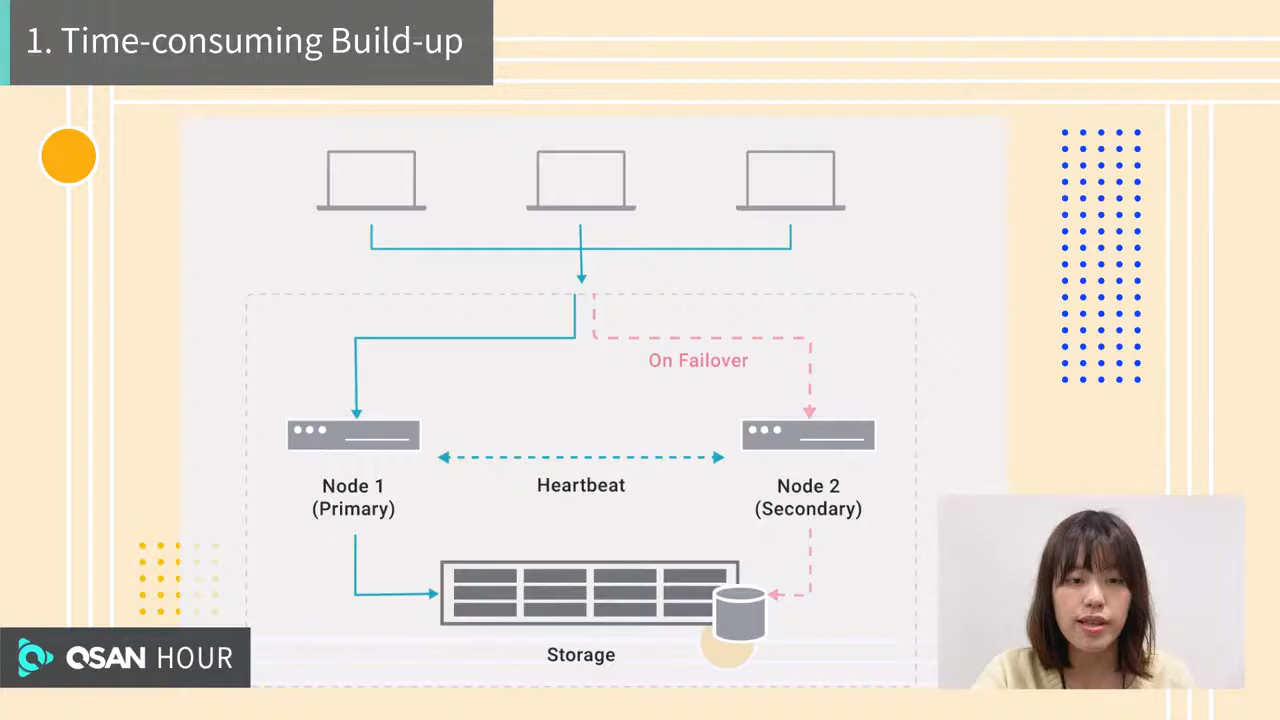 1. Time-consuming Build-up
On Failover
Node 1
(Primary)
Heartbeat
Node 2
(Secondary)
Storage
QSAN HOUR